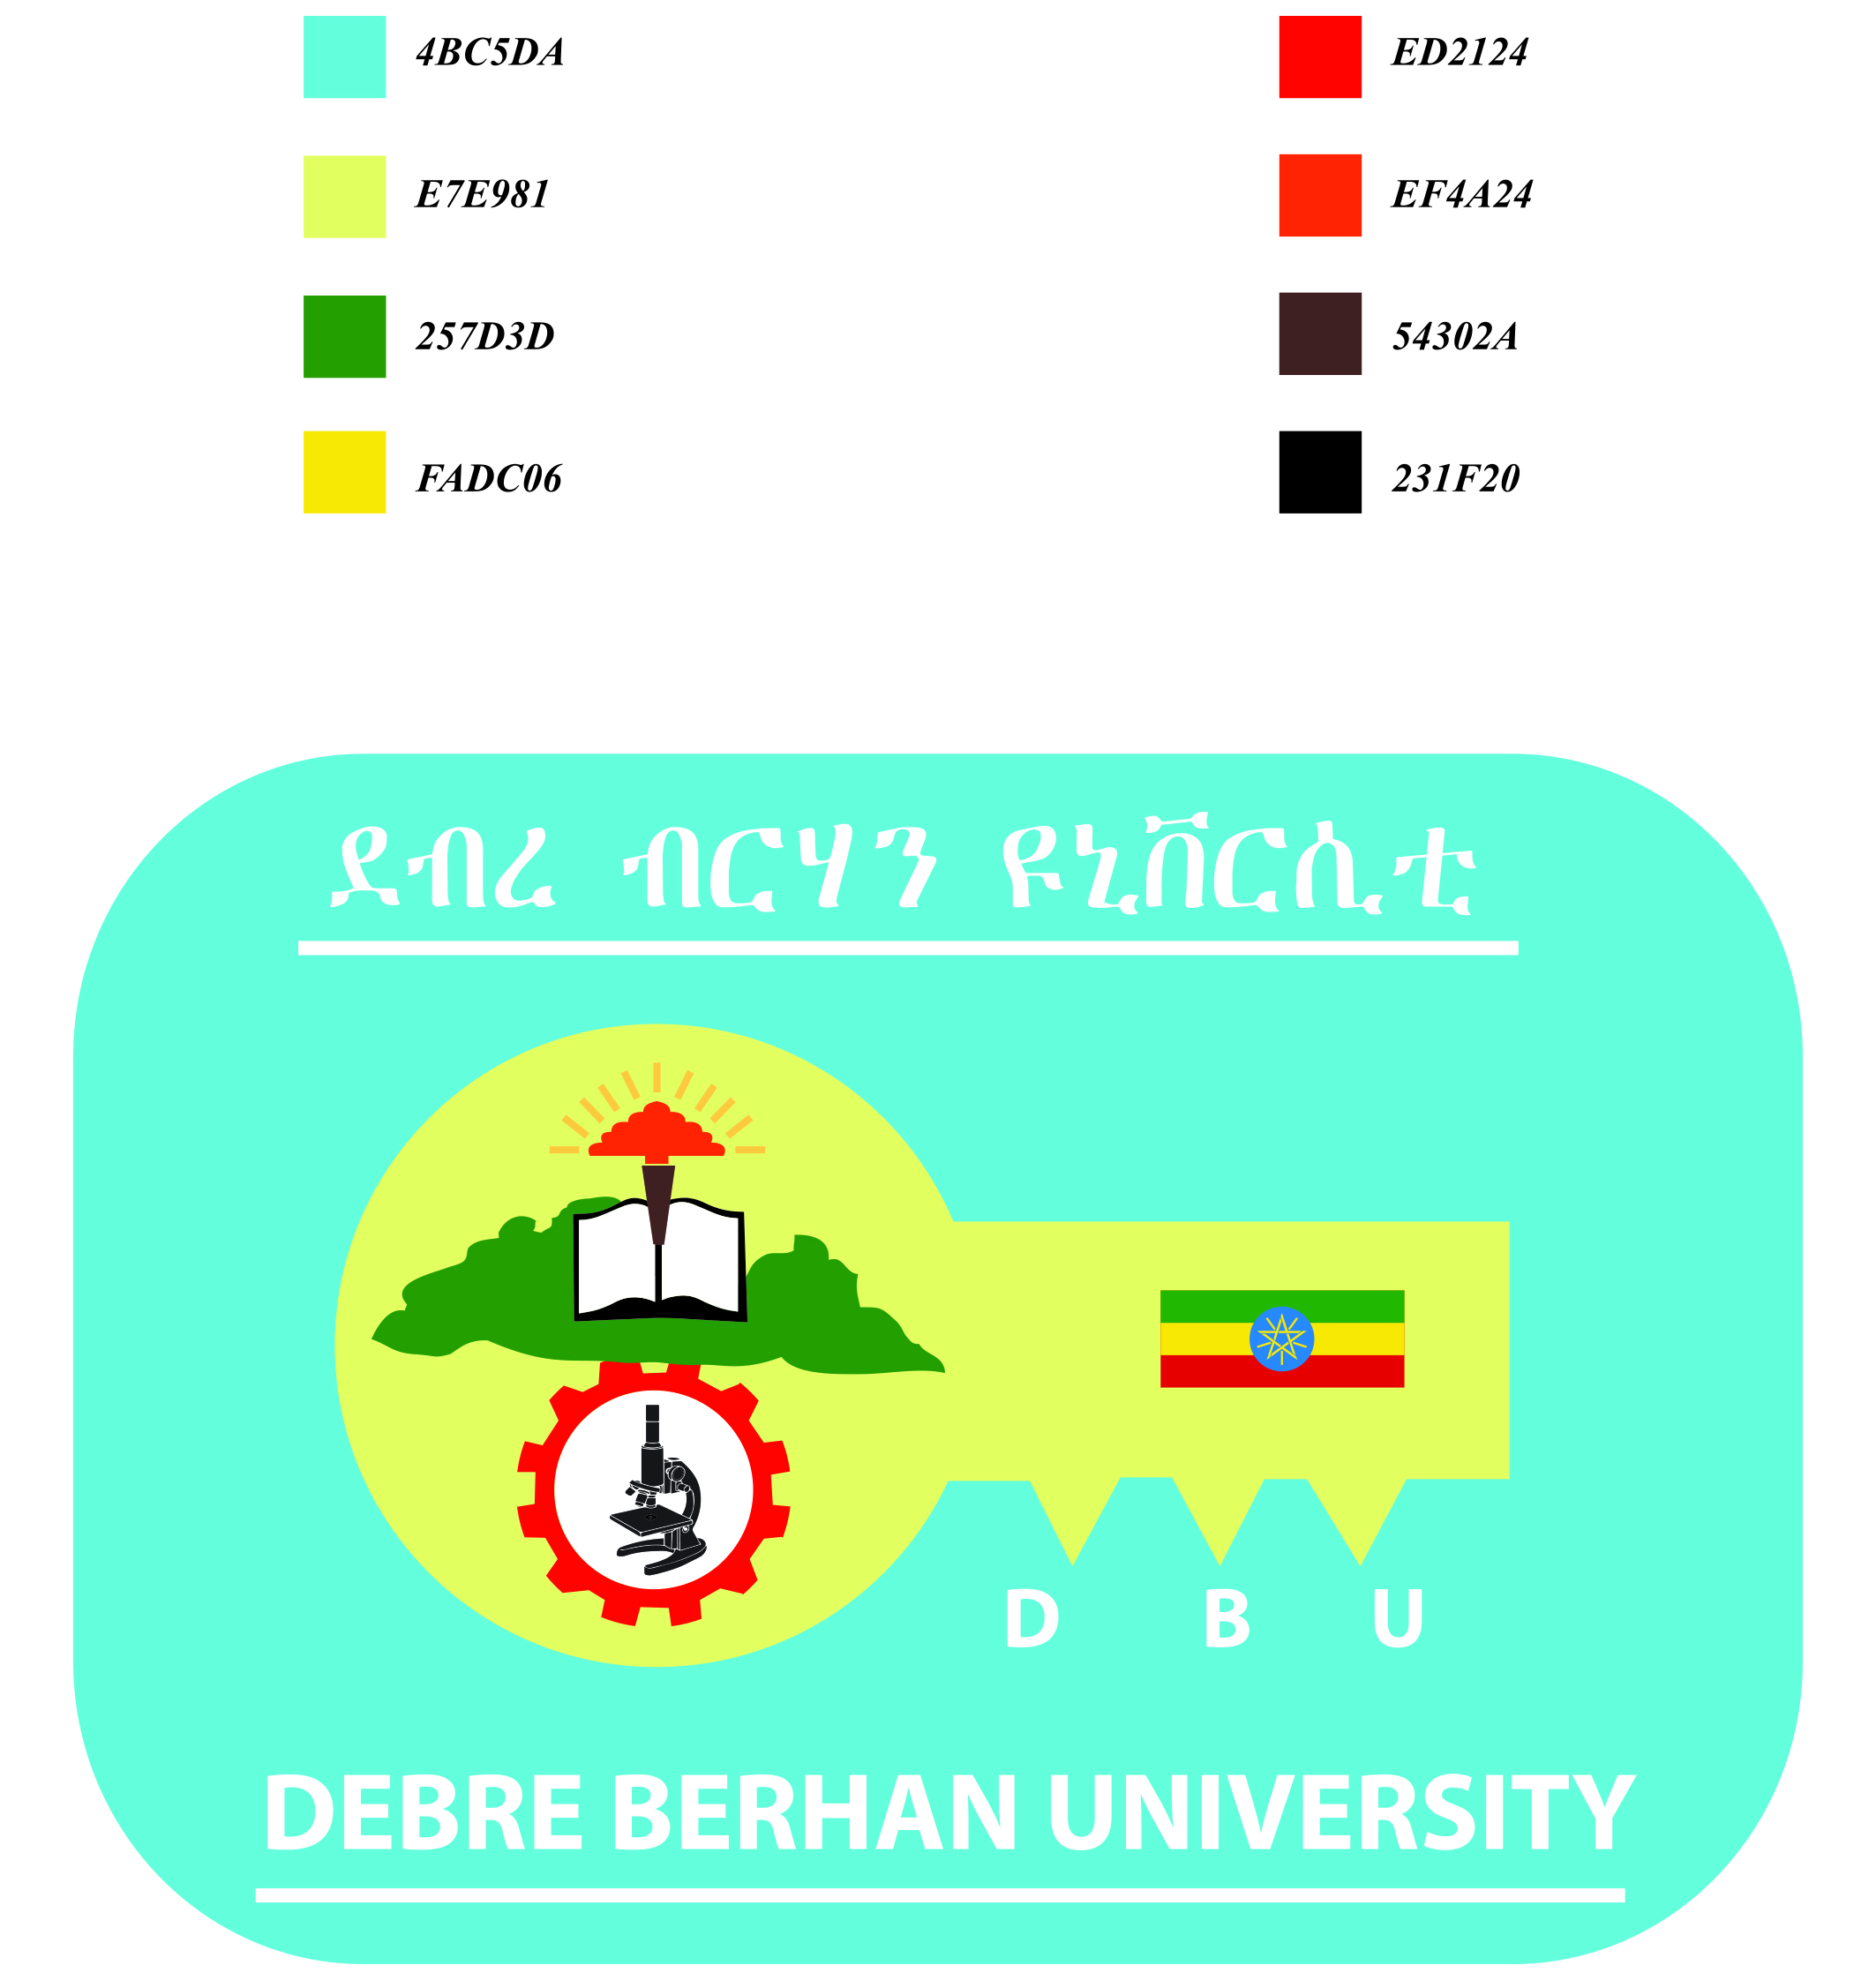 4BC5DA ED2124
E7E981 EF4A24
257D3D 54302A
FADC06 231F20
ደብረ ብርሃን ዩኒቨርሲቲ
D B U
DEBRE BERHAN UNIVERSITY